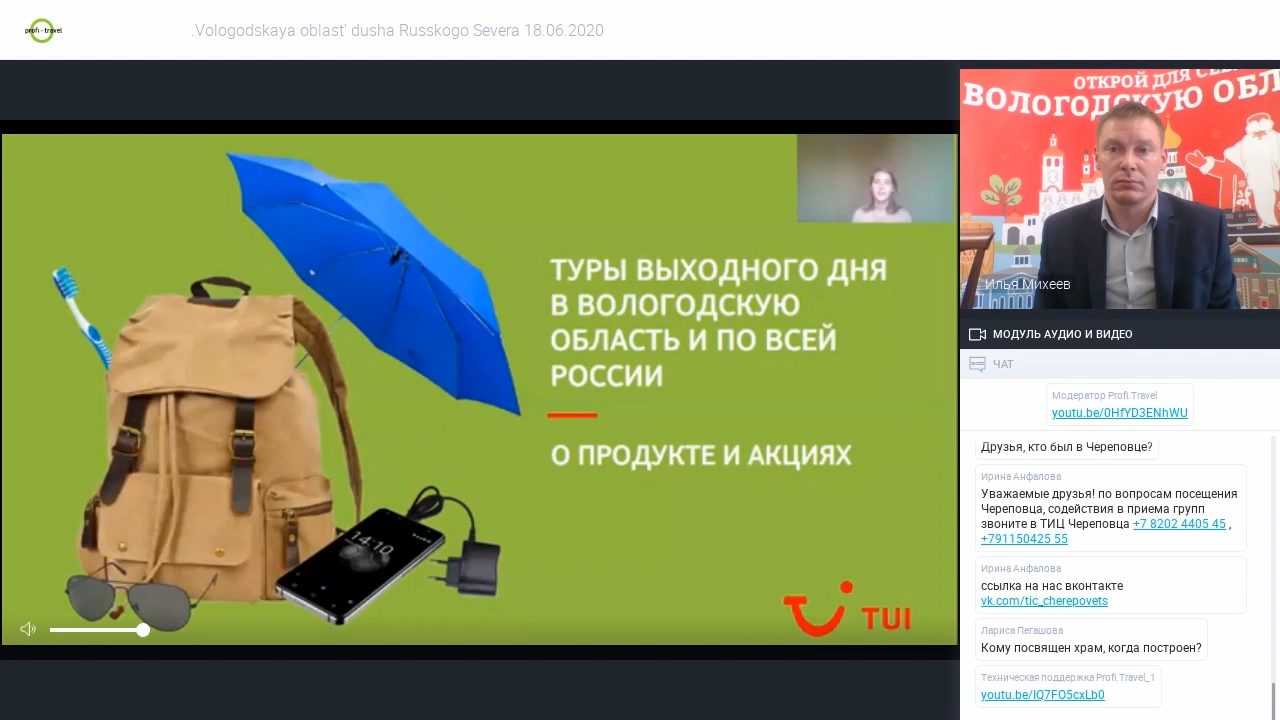 profi travel
.Vologodskaya oblast' dusha Russkogo Severa 18.06.2020
ТУРЫ ВЫХОДНОГО ДНЯ
В ВОЛОГОДСКУЮ
ОБЛАСТЬ И ПО ВСЕЙ
РОССИИ
О ПРОДУКТЕ И АКЦИЯХ
14:10
TUI
ОТКРОЙ ДЛЯ СЕБ
ВОЛОГОДСКУЮ ОБЛ
Илья Михеев
МОДУЛЬ АУДИО И ВИДЕО
ЧАТ
Модератор Profi.Travel
youtu.be/0HfYD3ENhWU
Друзья, кто был в Череповце?
Ирина Анфалова
Уважаемые друзья! по вопросам посещения
Череповца, содействия в приема групп
звоните в ТИЦ Череповца +7 8202 4405 45 ,
+791150425 55
Ирина Анфалова
ссылка на нас вконтакте
vk.com/tic_cherepovets
Лариса Пегашова
Кому посвящен храм, когда построен?
Техническая поддержка Profi.Travel_1
youtu.be/IQ7FO5cxLb0